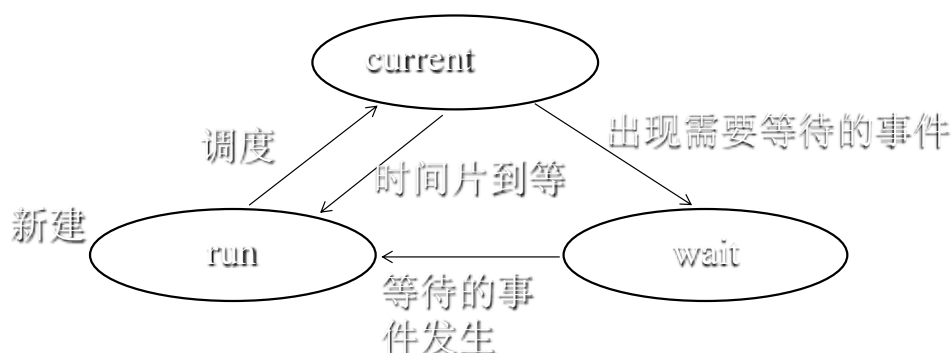 current
调度
出现需要等待的事件
时间片到等
新建
run
wait
等待的事
件发生